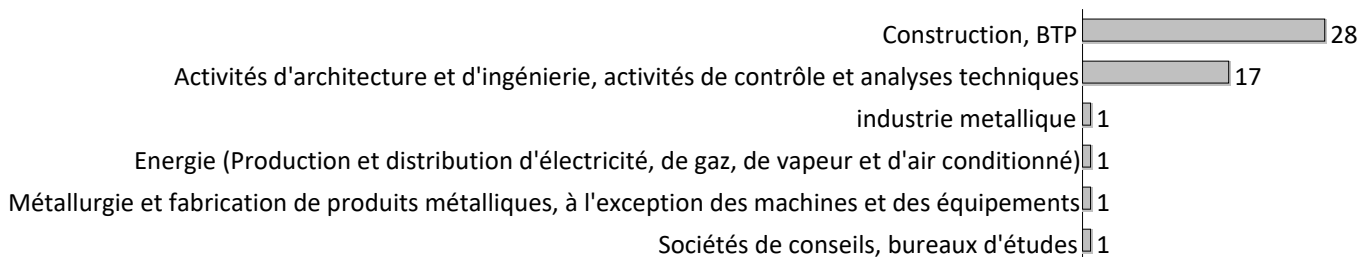 Construction, BTP 28
Activités d'architecture et d'ingénierie, activités de contrôle et analyses techniques 17
industrie metallique 1
Energie (Production et distribution d'électricité, de gaz, de vapeur et d'air conditionné) 1
Métallurgie et fabrication de produits métalliques, à l'exception des machines et des équipements 1
Sociétés de conseils, bureaux d'études 1